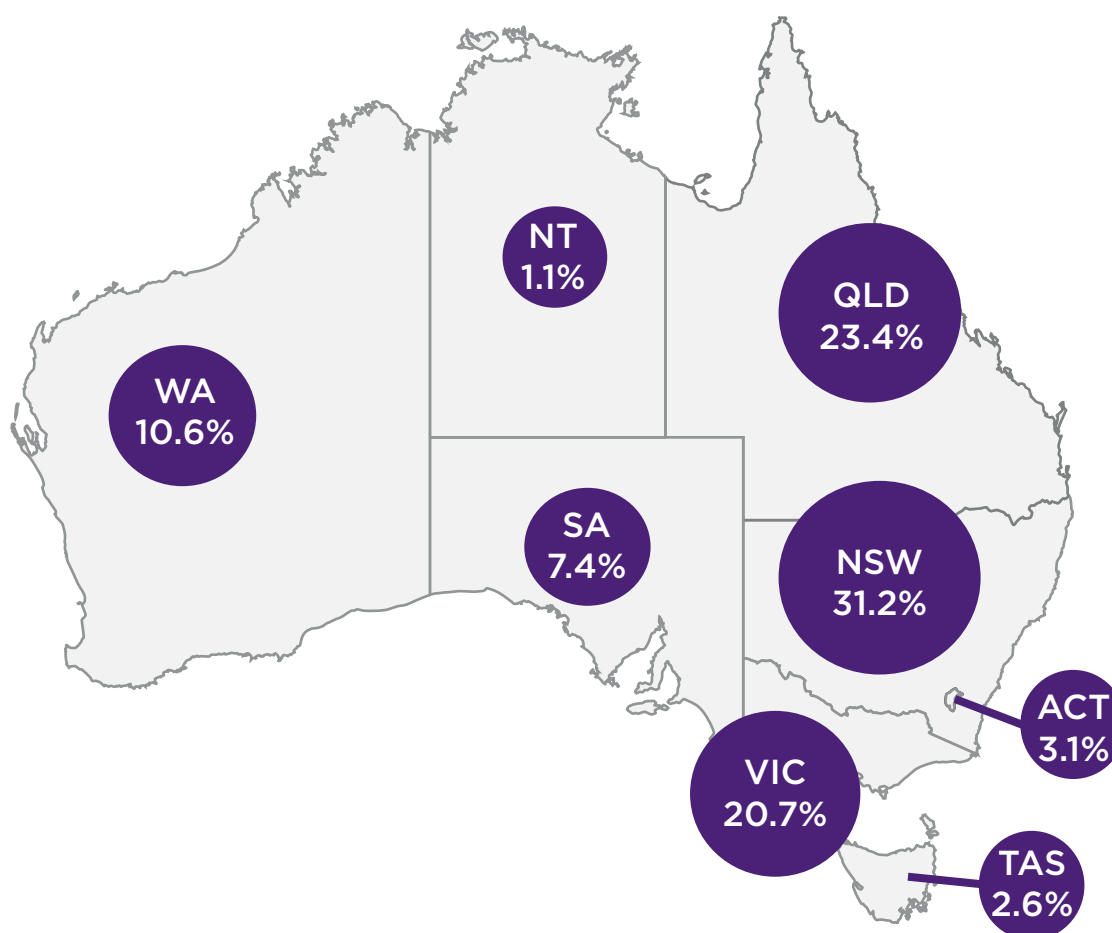 NT
1.1%
QLD
23.4%
WA
10.6%
SA
7.4%
NSW
31.2%
ACT
3.1%
VIC
20.7%
TAS
2.6%